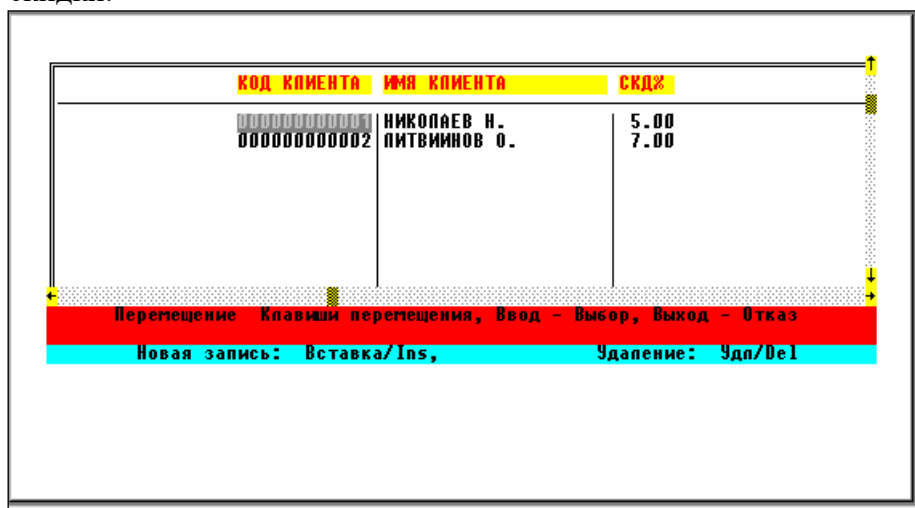 КОД КЛИЕНТА ИМЯ КЛИЕНТА СКД%
000000000001 НИКОЛАЕВ Н. 5.00
000000000002 ЛИТВИИНОВ О. 7.00
Перемещение Клавиши перемещения, Ввод - Выбор, Выход - Отказ
Новая запись: Вставка/Ins, Удаление: Удл/Del